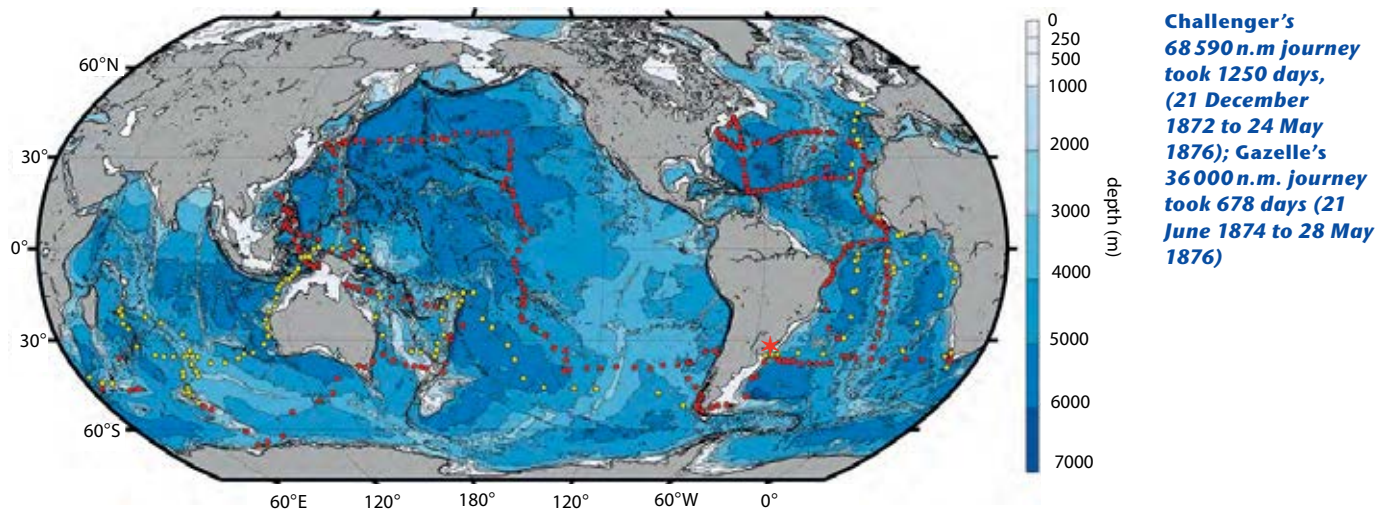 60°N
30°
0°
30°
60°S
60°E 120° 180° 120° 60°W 0°
0
250
500
1000
2000
3000
4000
5000
6000
7000
depth (m)
Challenger’s
68 590 n.m journey
took 1250 days,
(21 December
1872 to 24 May
1876); Gazelle’s
36 000 n.m. journey
took 678 days (21
June 1874 to 28 May
1876)